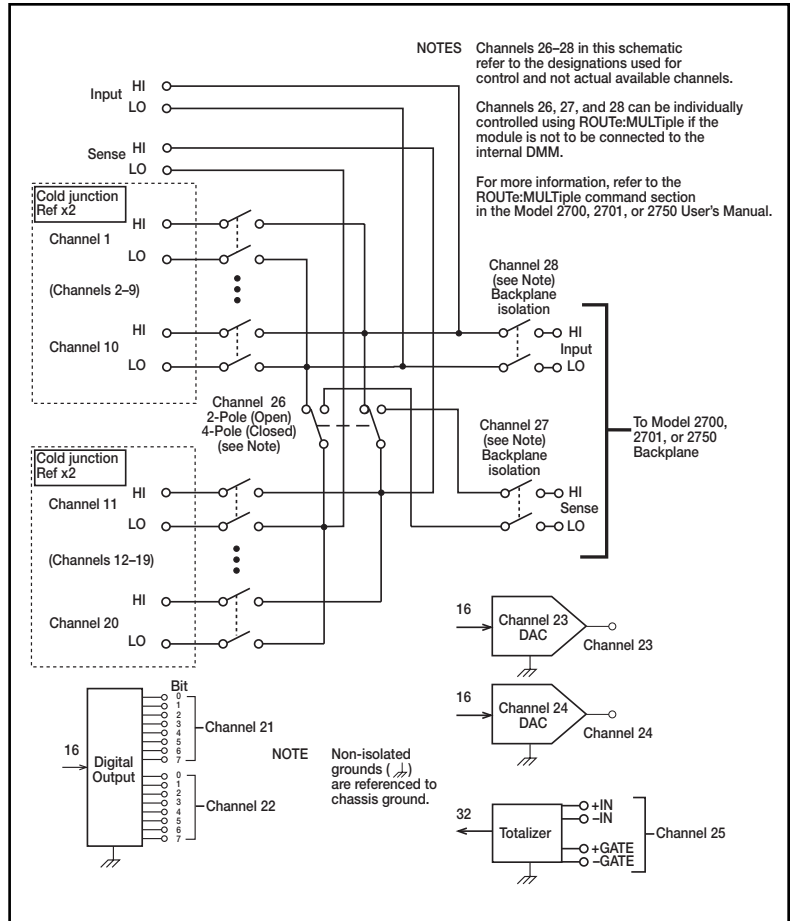 NOTES Channels 26–28 in this schematic
refer to the designations used for
control and not actual available channels.
Channels 26, 27, and 28 can be individually
controlled using ROUTe:MULTiple if the
module is not to be connected to the
internal DMM.
For more information, refer to the
ROUTe:MULTiple command section
in the Model 2700, 2701, or 2750 User's Manual.
Input HI
LO
Sense HI
LO
Cold junction
Ref x2
Channel 1 HI
LO
(Channels 2–9)
Channel 10 HI
LO
Channel 28
(see Note)
Backplane
isolation
HI
Input
LO
Channel 26
2-Pole (Open)
4-Pole (Closed)
(see Note)
Channel 27
(see Note)
Backplane
isolation
HI
Sense
LO
To Model 2700,
2701, or 2750
Backplane
Cold junction
Ref x2
Channel 11 HI
LO
(Channels 12–19)
Channel 20 HI
LO
16
Channel 23
DAC
Channel 23
16
Channel 24
DAC
Channel 24
16
Digital
Output
Bit
0
1
2
3
4
5
6
7
Channel 21
0
1
2
3
4
5
6
7
Channel 22
NOTE Non-isolated
grounds ( )
are referenced to
chassis ground.
32
Totalizer
+IN
–IN
+GATE
–GATE
Channel 25